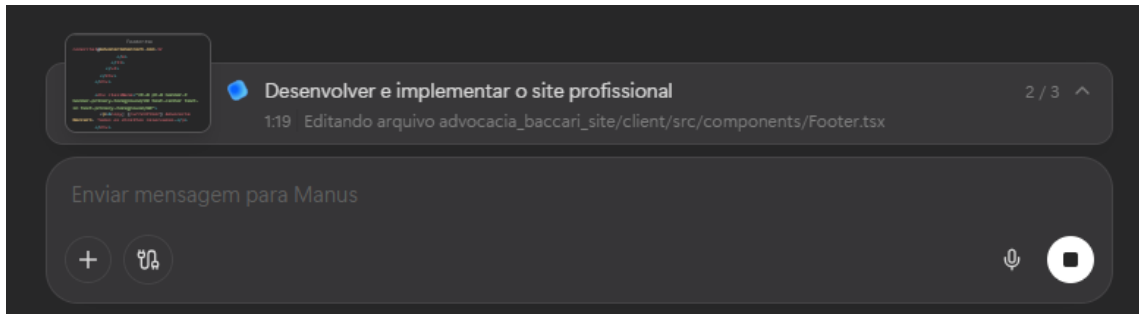 Desenvolver e implementar o site profissional
2 / 3
1:19 Editando arquivo advocacia_baccari_site/client/src/components/Footer.tsx
Enviar mensagem para Manus